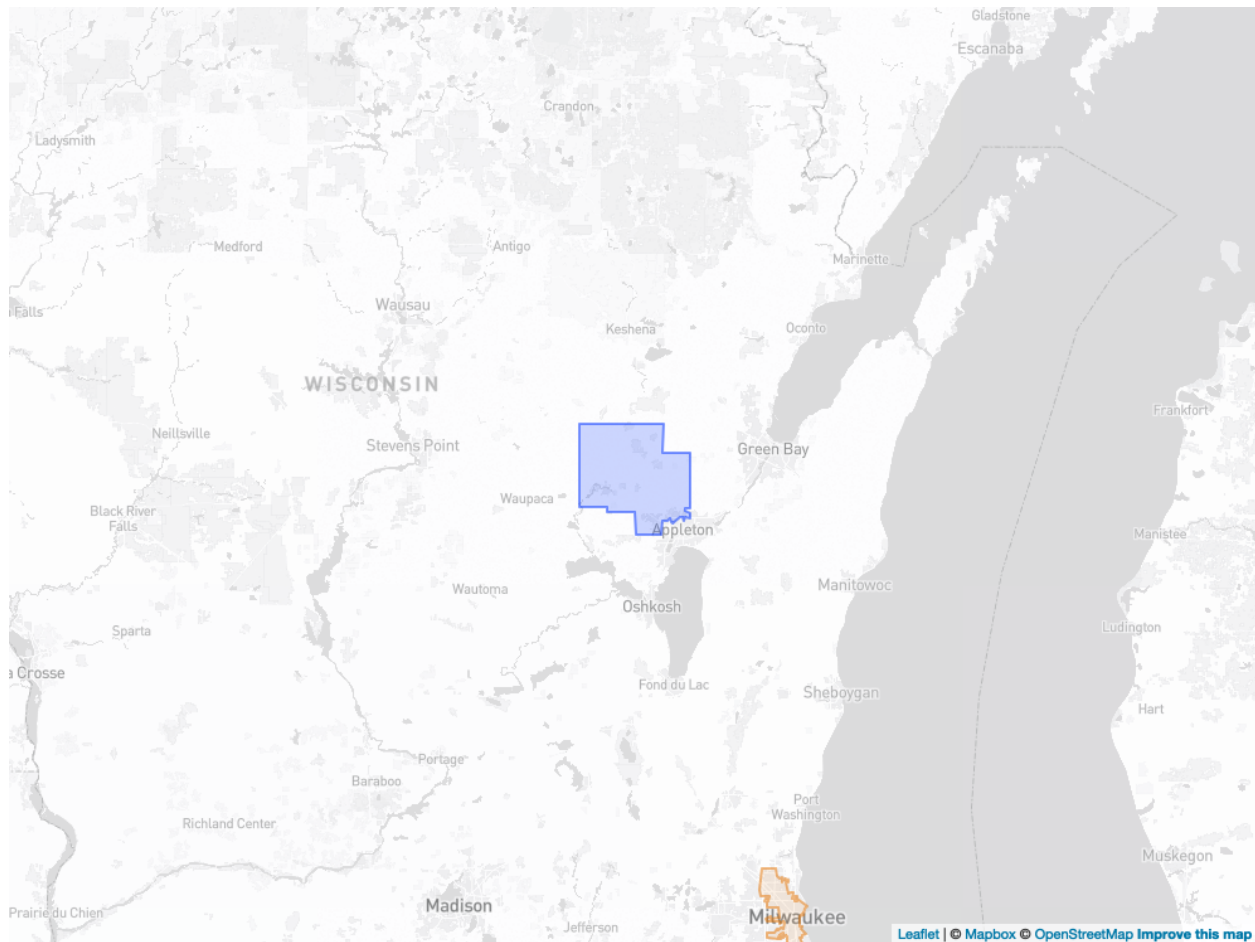 Gladstone
Escanaba
Crandon
Ladysmith
Medford
Antigo
Marinette
Wausau
Falls
Keshena
Oconto
WISCONSIN
Frankfort
Neillsville
Stevens Point
Green Bay
Waupaca
Black River
Falls
Appleton
Manistee
Wautoma
Manitowoc
Oshkosh
Sparta
Ludington
a Crosse
Fond du Lac
Sheboygan
Hart
Portage
Baraboo
Port
Washington
Richland Center
Muskegon
Madison
Milwaukee
Prairie du Chien
Jefferson
Leaflet | © Mapbox © OpenStreetMap Improve this map